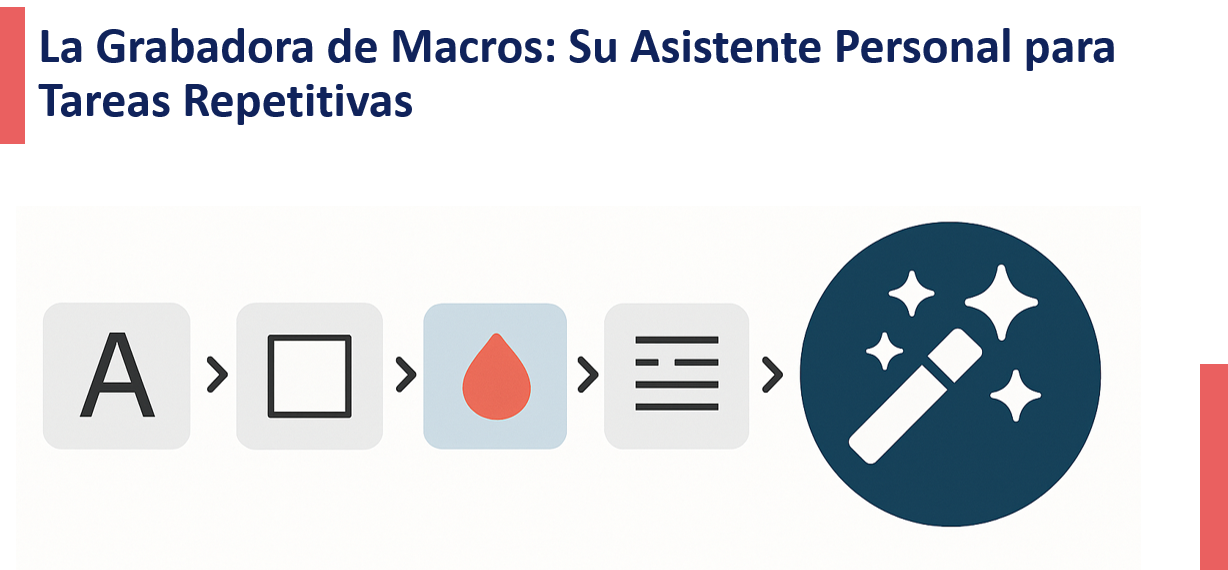 La Grabadora de Macros: Su Asistente Personal para
Tareas Repetitivas
A